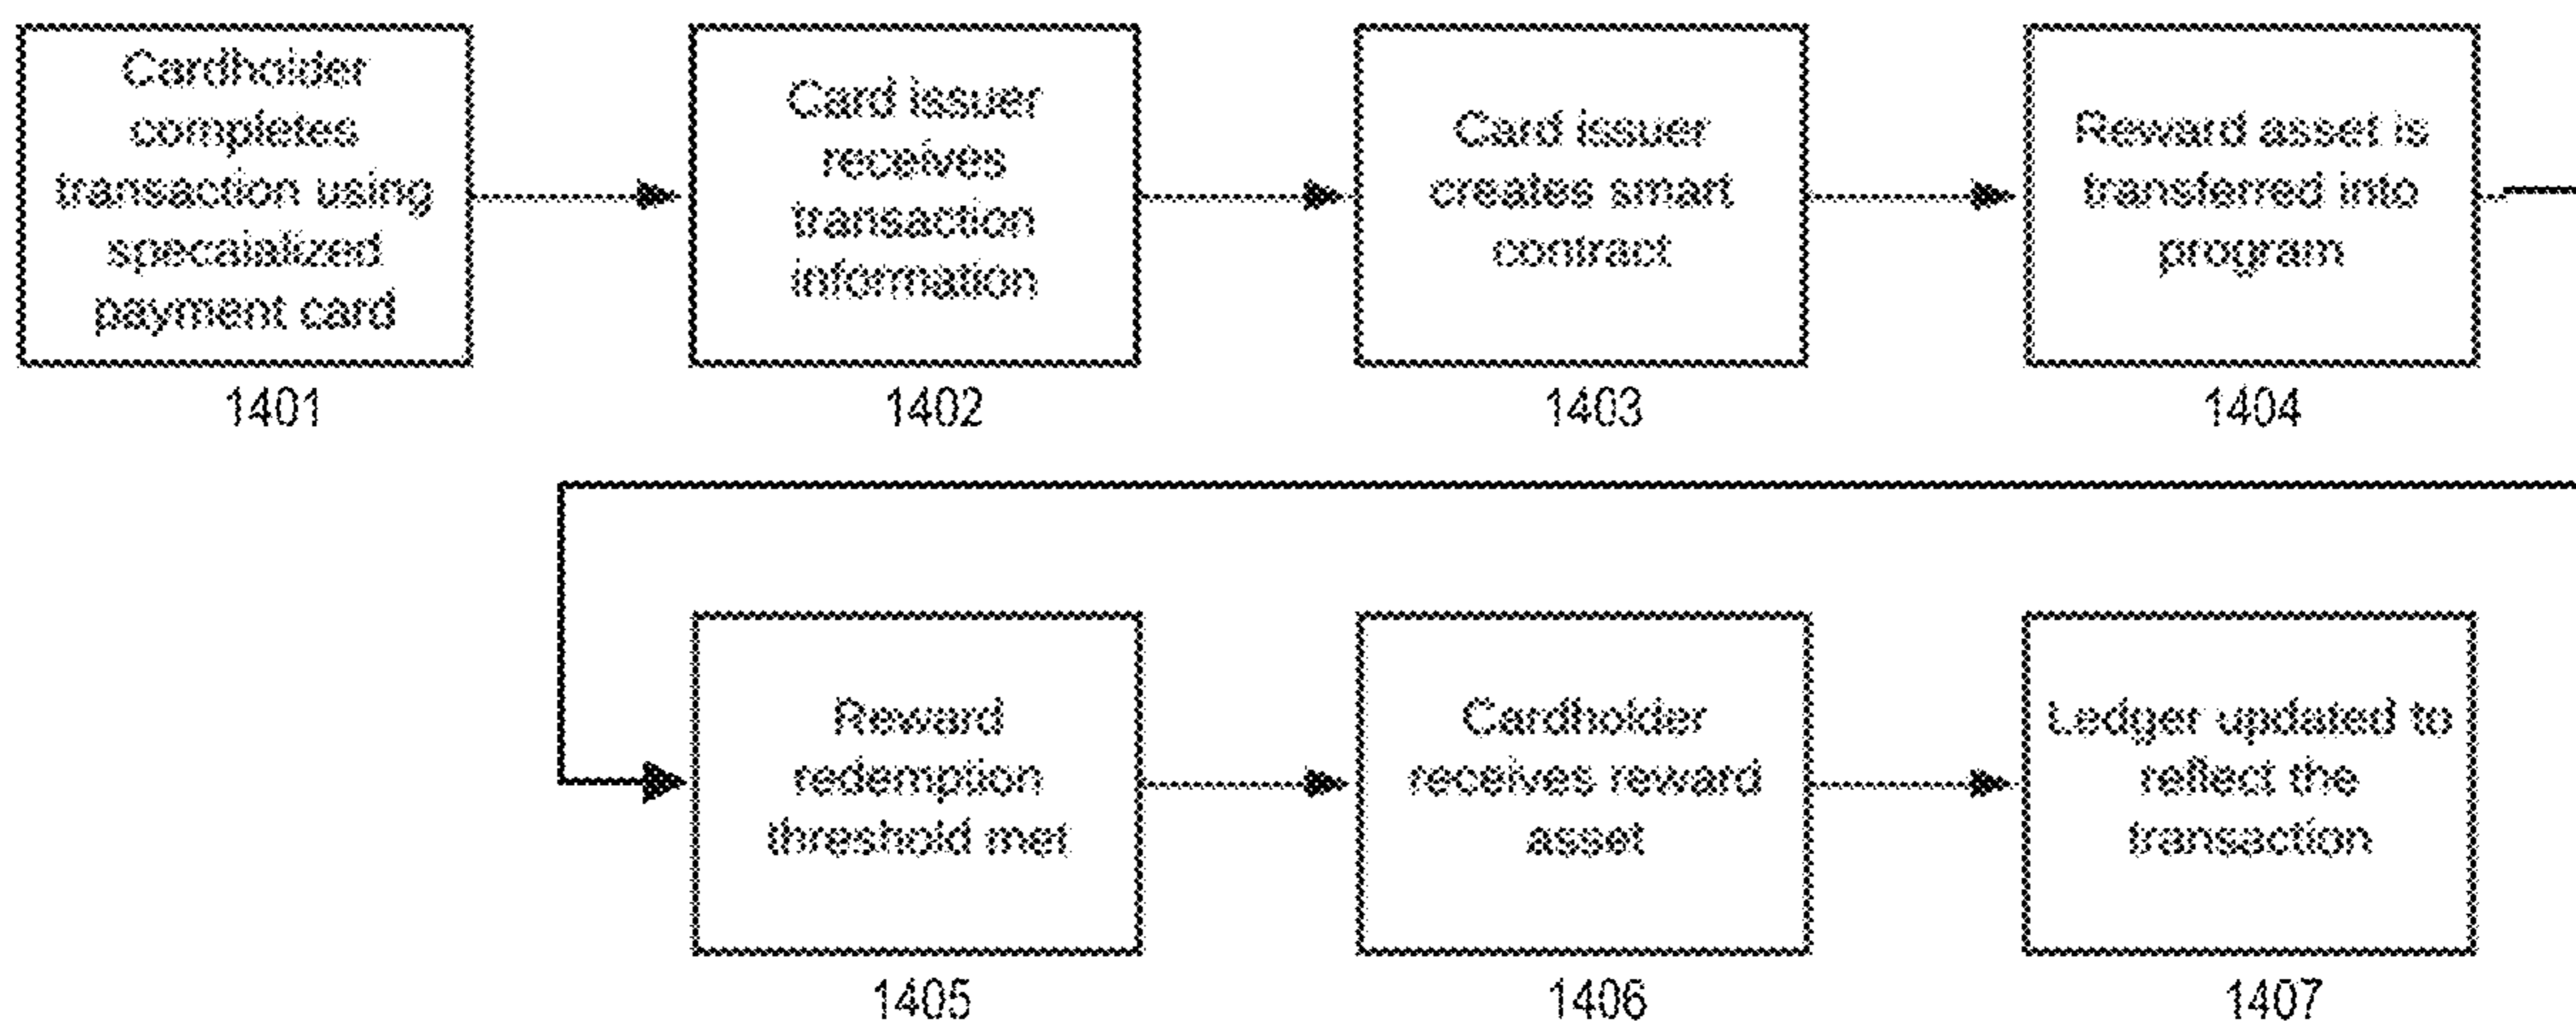 Cardholder
completes
transaction using
specaialized
payment card
1401
Card issuer
receives
transaction
information
1402
Card issuer
creates smart
contract
1403
Reward asset is
transferred into
program
1404
Reward
redemption
threshold met
1405
Cardholder
receives reward
asset
1406
Ledger updated to
reflect the
transaction
1407